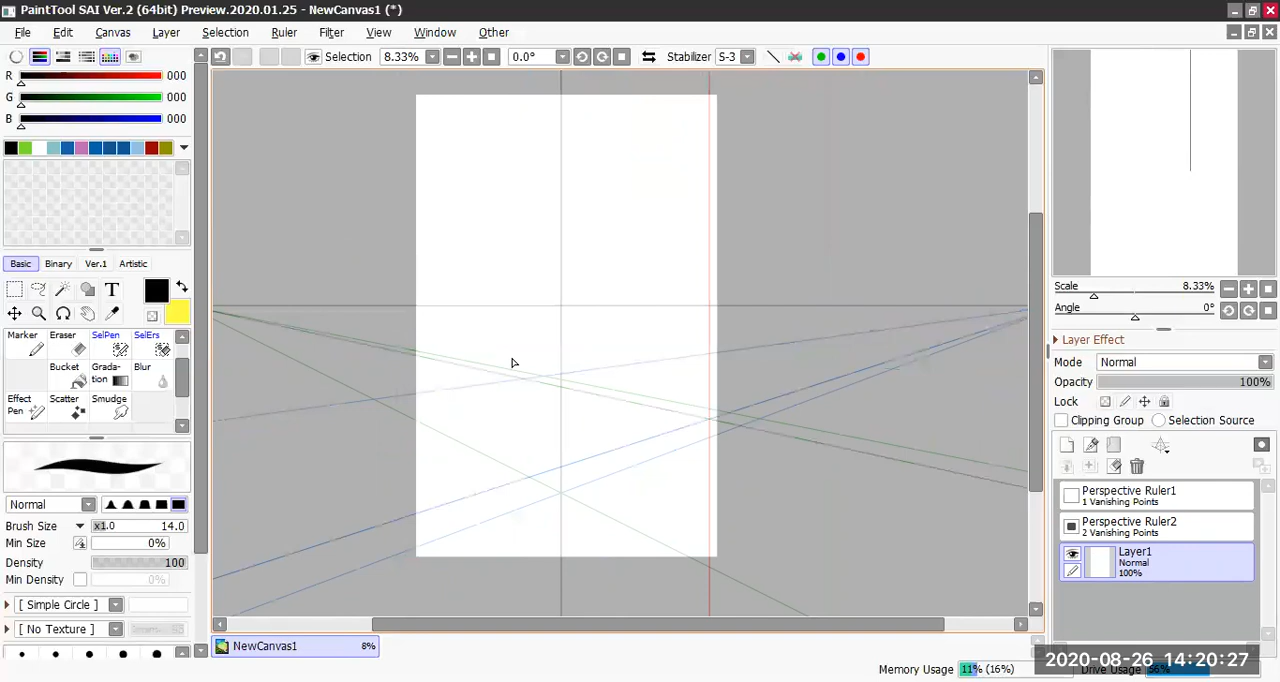 PaintTool SAI Ver.2 (64bit) Preview.2020.01.25 - NewCanvas1 (*)
File Edit Canvas Layer Selection Ruler Filter View Window Other
Selection 8.33% 0.0° Stabilizer S-3
R 000
G 000
B 000
Basic Binary Ver.1 Artistic
T
Marker Eraser SelPen SelErs
Bucket Grada-tion Blur
Effect Pen Scatter Smudge
Normal
Brush Size x1.0 14.0
Min Size 0%
Density 100
Min Density 0%
[ Simple Circle ]
[ No Texture ]
NewCanvas1 8%
Scale 8.33%
Angle 0°
Layer Effect
Mode Normal
Opacity 100%
Lock
Clipping Group Selection Source
Perspective Ruler1
1 Vanishing Points
Perspective Ruler2
2 Vanishing Points
Layer1
Normal
100%
Memory Usage 11% (16%) Drive Usage 56%
2020-08-26 14:20:27